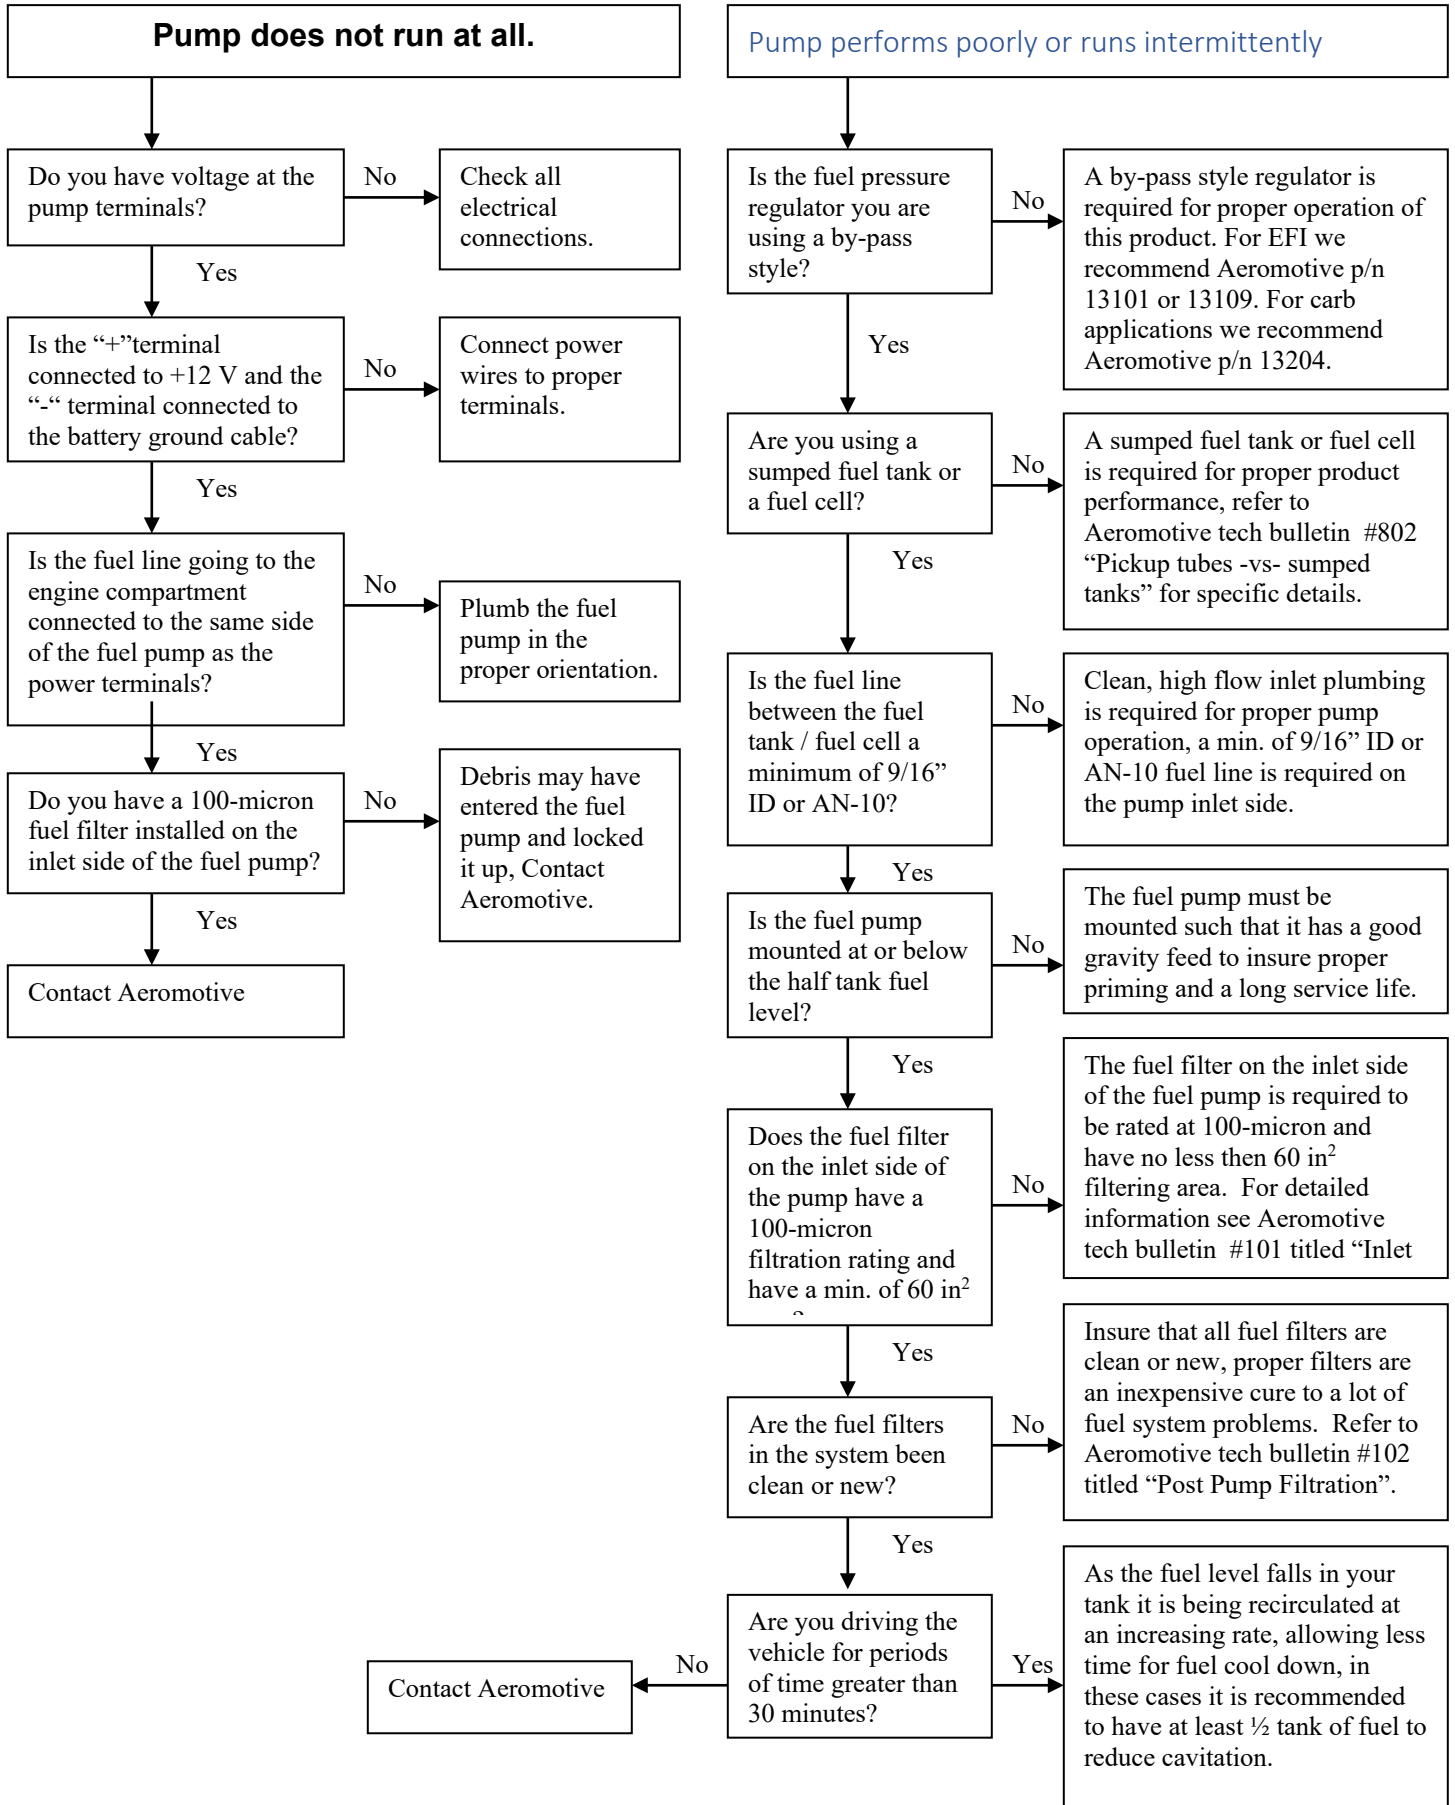 Pump does not run at all.
Do you have voltage at the
pump terminals?
No
Check all
electrical
connections.
Yes
Is the “+”terminal
connected to +12 V and the
“-“ terminal connected to
the battery ground cable?
No
Connect power
wires to proper
terminals.
Yes
Is the fuel line going to the
engine compartment
connected to the same side
of the fuel pump as the
power terminals?
No
Plumb the fuel
pump in the
proper orientation.
Yes
Do you have a 100-micron
fuel filter installed on the
inlet side of the fuel pump?
No
Debris may have
entered the fuel
pump and locked
it up, Contact
Aeromotive.
Yes
Contact Aeromotive
Pump performs poorly or runs intermittently
Is the fuel pressure
regulator you are
using a by-pass
style?
No
A by-pass style regulator is
required for proper operation of
this product. For EFI we
recommend Aeromotive p/n
13101 or 13109. For carb
applications we recommend
Aeromotive p/n 13204.
Yes
Are you using a
sumped fuel tank or
a fuel cell?
No
A sumped fuel tank or fuel cell
is required for proper product
performance, refer to
Aeromotive tech bulletin  #802
“Pickup tubes -vs- sumped
tanks” for specific details.
Yes
Is the fuel line
between the fuel
tank / fuel cell a
minimum of 9/16”
ID or AN-10?
No
Clean, high flow inlet plumbing
is required for proper pump
operation, a min. of 9/16” ID or
AN-10 fuel line is required on
the pump inlet side.
Yes
Is the fuel pump
mounted at or below
the half tank fuel
level?
No
The fuel pump must be
mounted such that it has a good
gravity feed to insure proper
priming and a long service life.
Yes
Does the fuel filter
on the inlet side of
the pump have a
100-micron
filtration rating and
have a min. of 60 in²
No
The fuel filter on the inlet side
of the fuel pump is required to
be rated at 100-micron and
have no less then 60 in²
filtering area.  For detailed
information see Aeromotive
tech bulletin  #101 titled “Inlet
Yes
Are the fuel filters
in the system been
clean or new?
No
Insure that all fuel filters are
clean or new, proper filters are
an inexpensive cure to a lot of
fuel system problems.  Refer to
Aeromotive tech bulletin #102
titled “Post Pump Filtration”.
Yes
Are you driving the
vehicle for periods
of time greater than
30 minutes?
No
Contact Aeromotive
Yes
As the fuel level falls in your
tank it is being recirculated at
an increasing rate, allowing less
time for fuel cool down, in
these cases it is recommended
to have at least ½ tank of fuel to
reduce cavitation.